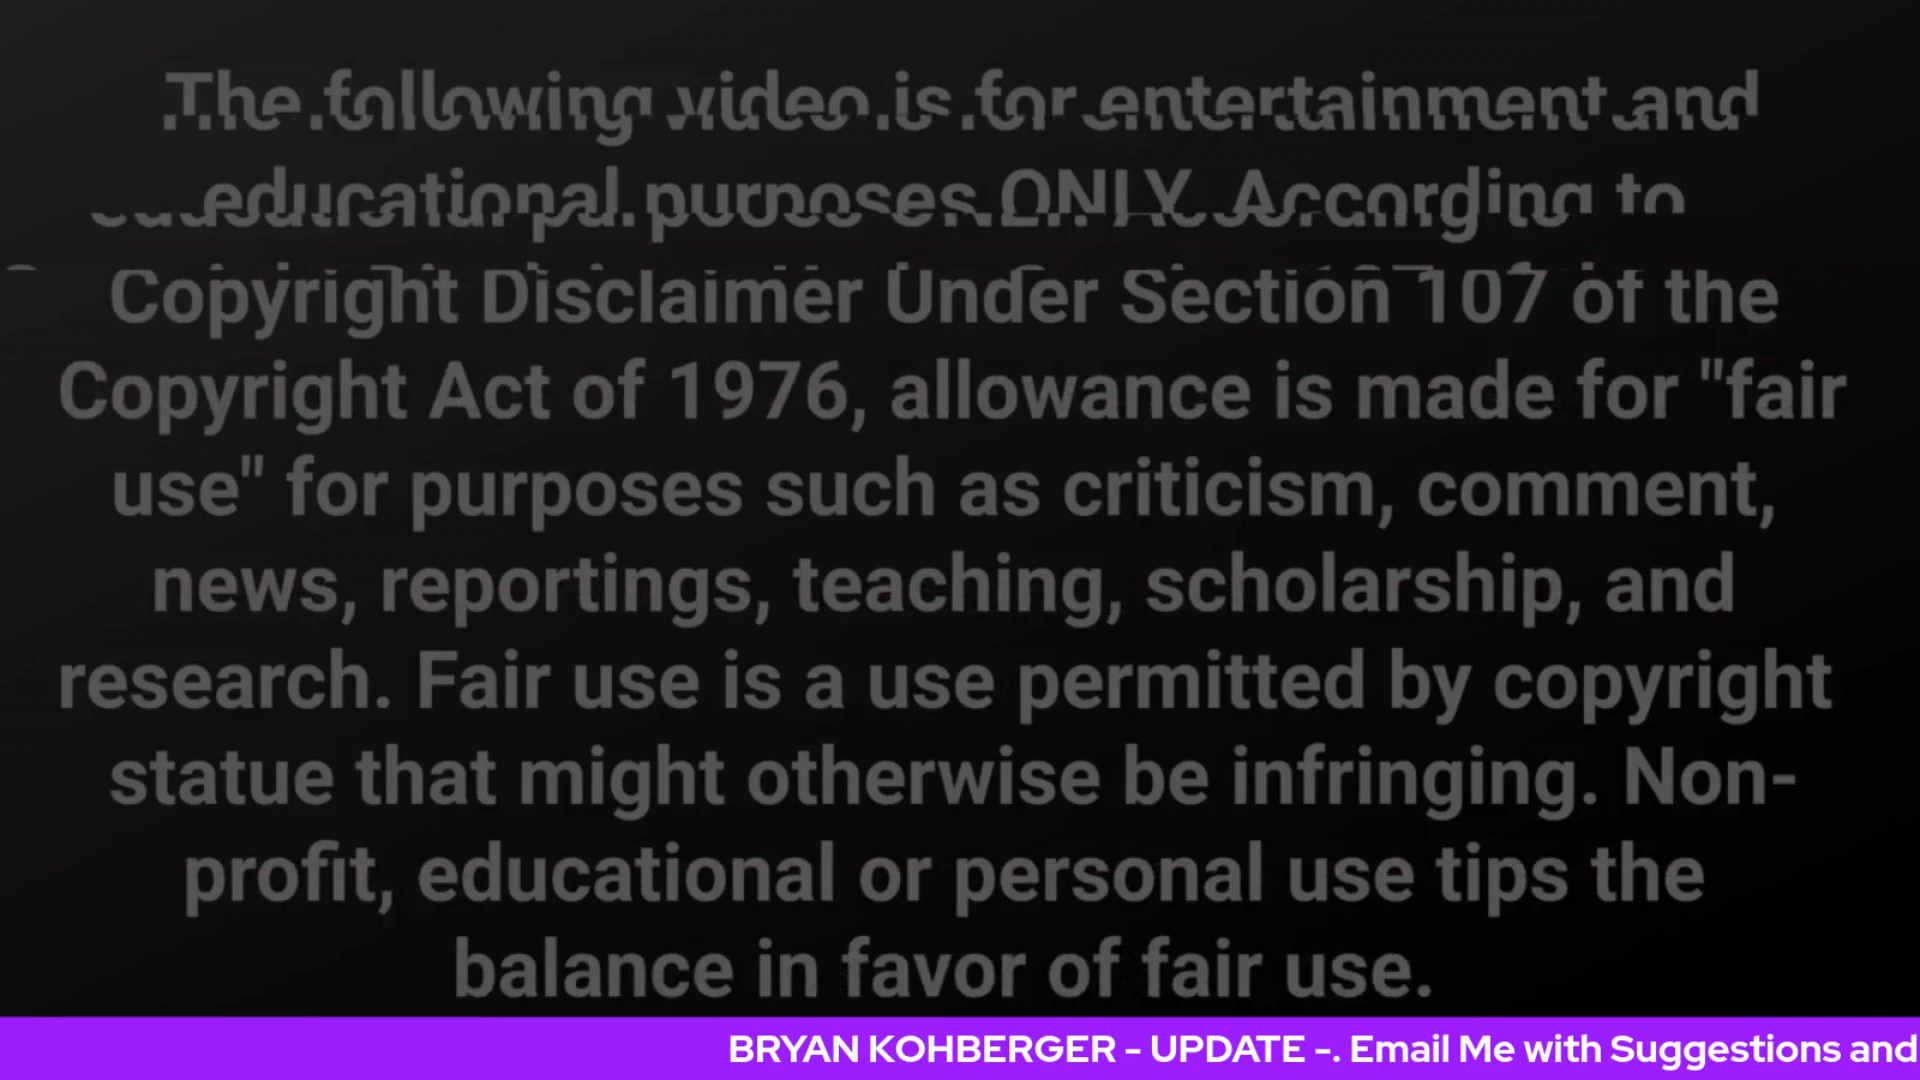 The following video is for entertainment and
educational purposes ONLY. According to
Copyright Disclaimer Under Section 107 of the
Copyright Act of 1976, allowance is made for "fair
use" for purposes such as criticism, comment,
news, reportings, teaching, scholarship, and
research. Fair use is a use permitted by copyright
statue that might otherwise be infringing. Non-
profit, educational or personal use tips the
balance in favor of fair use.
BRYAN KOHBERGER - UPDATE -. Email Me with Suggestions and